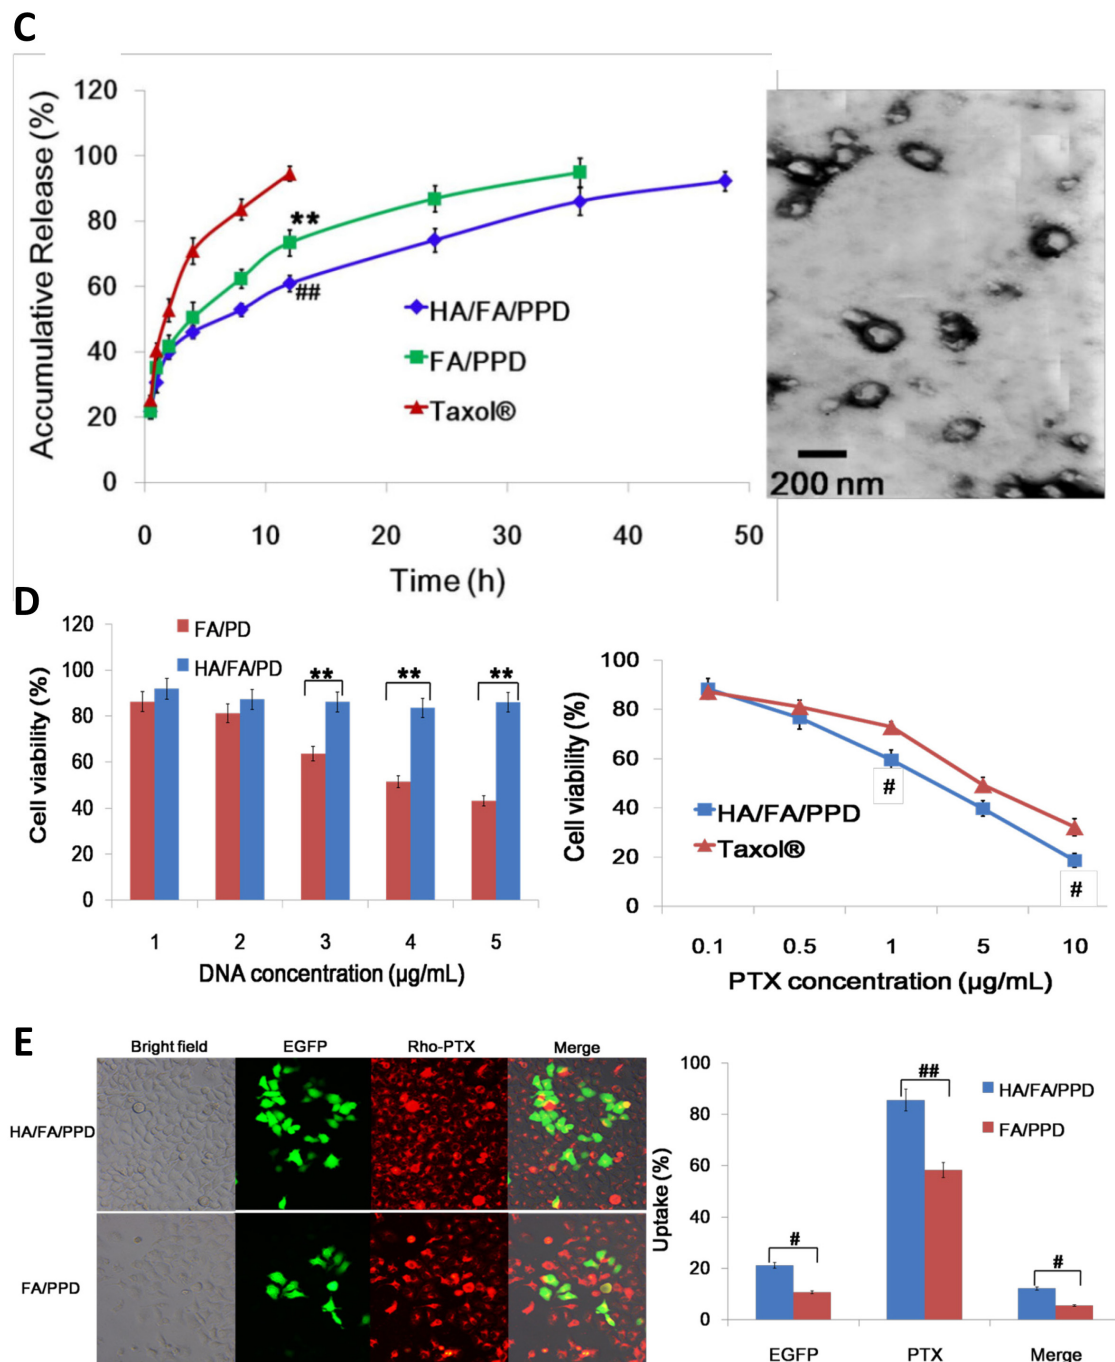 C
Accumulative Release (%)
120
100
80
60
40
20
0
**
##
HA/FA/PPD
FA/PPD
Taxol®
0 10 20 30 40 50
Time (h)
200 nm
D
Cell viability (%)
120
100
80
60
40
20
0
FA/PD
HA/FA/PD
** ** **
1 2 3 4 5
DNA concentration (µg/mL)
Cell viability (%)
100
80
60
40
20
0
#
#
HA/FA/PPD
Taxol®
0.1 0.5 1 5 10
PTX concentration (µg/mL)
E
Bright field EGFP Rho-PTX Merge
HA/FA/PPD
FA/PPD
Uptake (%)
100
80
60
40
20
0
# ## #
HA/FA/PPD
FA/PPD
EGFP PTX Merge